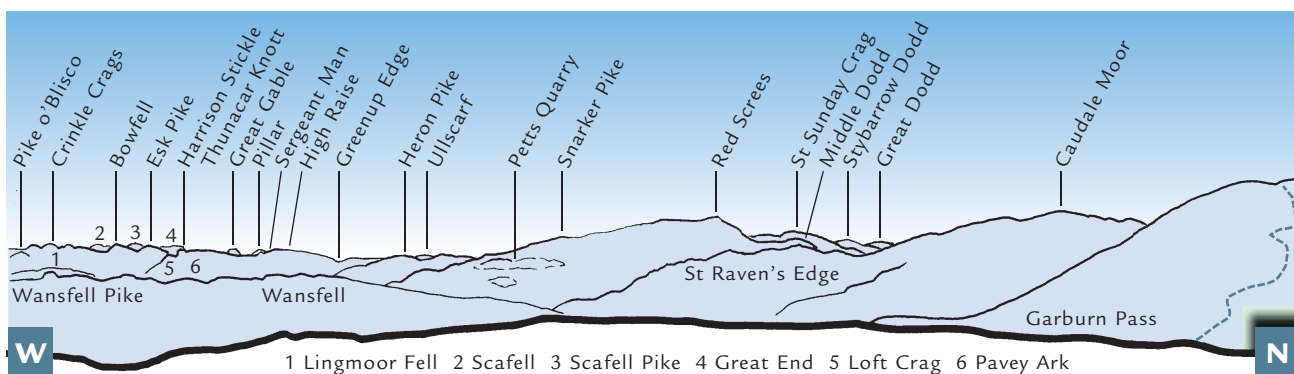 Pike o'Blisco
Crinkle Crags
Bowfell
Esk Pike
Harrison Stickle
Thunacar Knott
Great Gable
Pillar
Sergeant Man
High Raise
Greenup Edge
Heron Pike
Ullscarf
Petts Quarry
Snarker Pike
Red Screes
St Sunday Crag
Middle Dodd
Stybarrow Dodd
Great Dodd
Caudale Moor
2 3 4
1 5 6
St Raven's Edge
Wansfell Pike Wansfell
Garburn Pass
W N
1 Lingmoor Fell 2 Scafell 3 Scafell Pike 4 Great End 5 Loft Crag 6 Pavey Ark